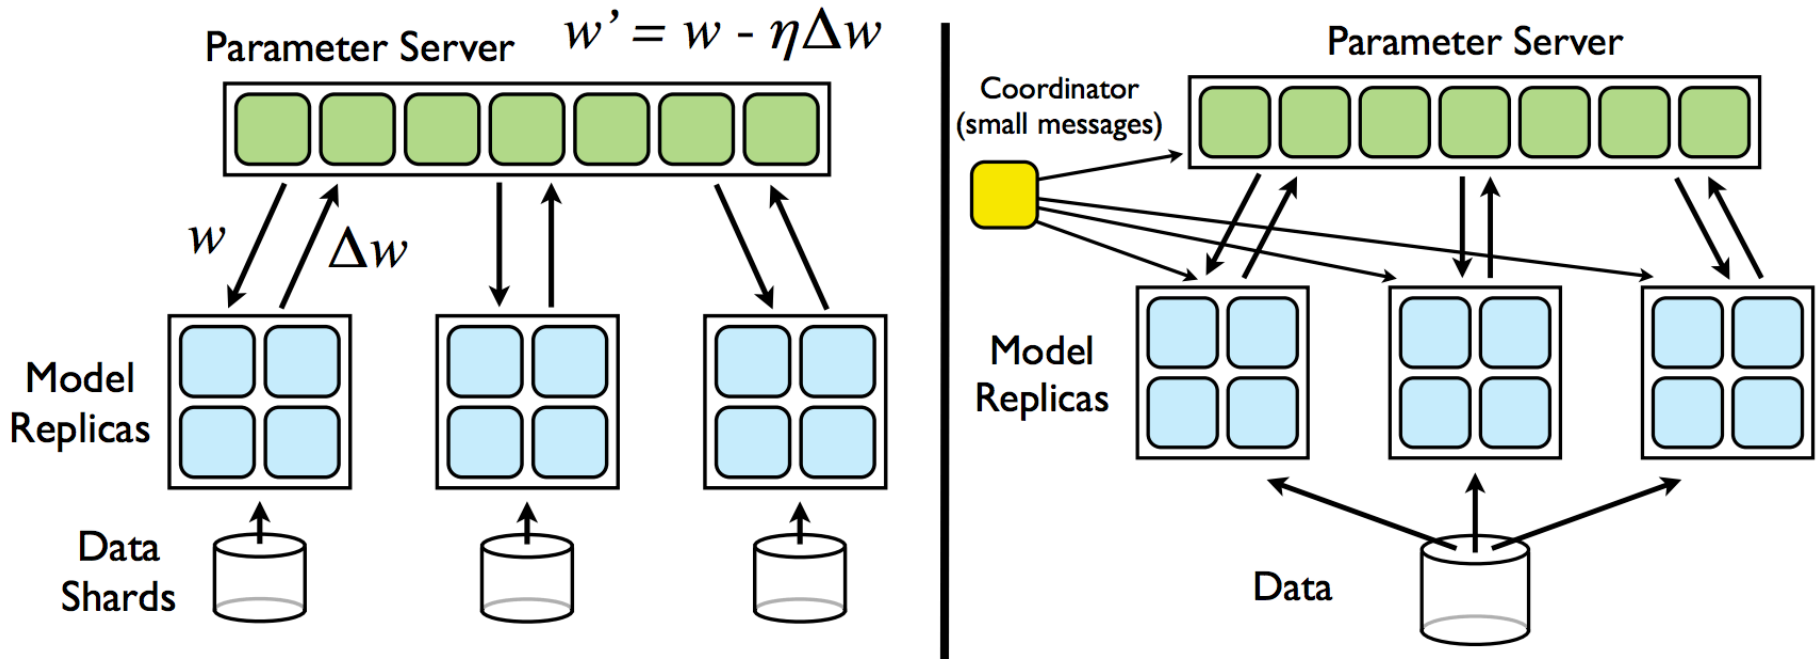 Parameter Server
w’ = w - ηΔw
w
Δw
Model
Replicas
Data
Shards
Parameter Server
Coordinator
(small messages)
Model
Replicas
Data